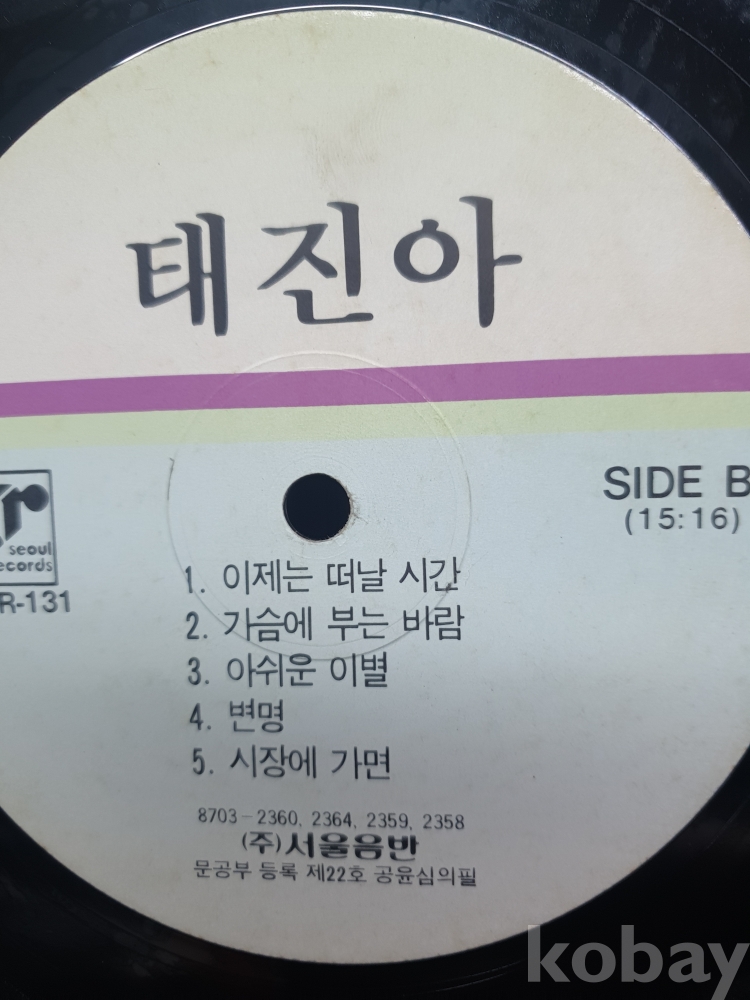 태진아
SIDE B
(15:16)
seoul
ecords
R-131
1. 이제는 떠날 시간
2. 가슴에 부는 바람
3. 아쉬운 이별
4. 변명
5. 시장에 가면
8703-2360, 2364, 2359, 2358
(주)서울음반
문공부 등록 제22호 공윤심의필
kobay